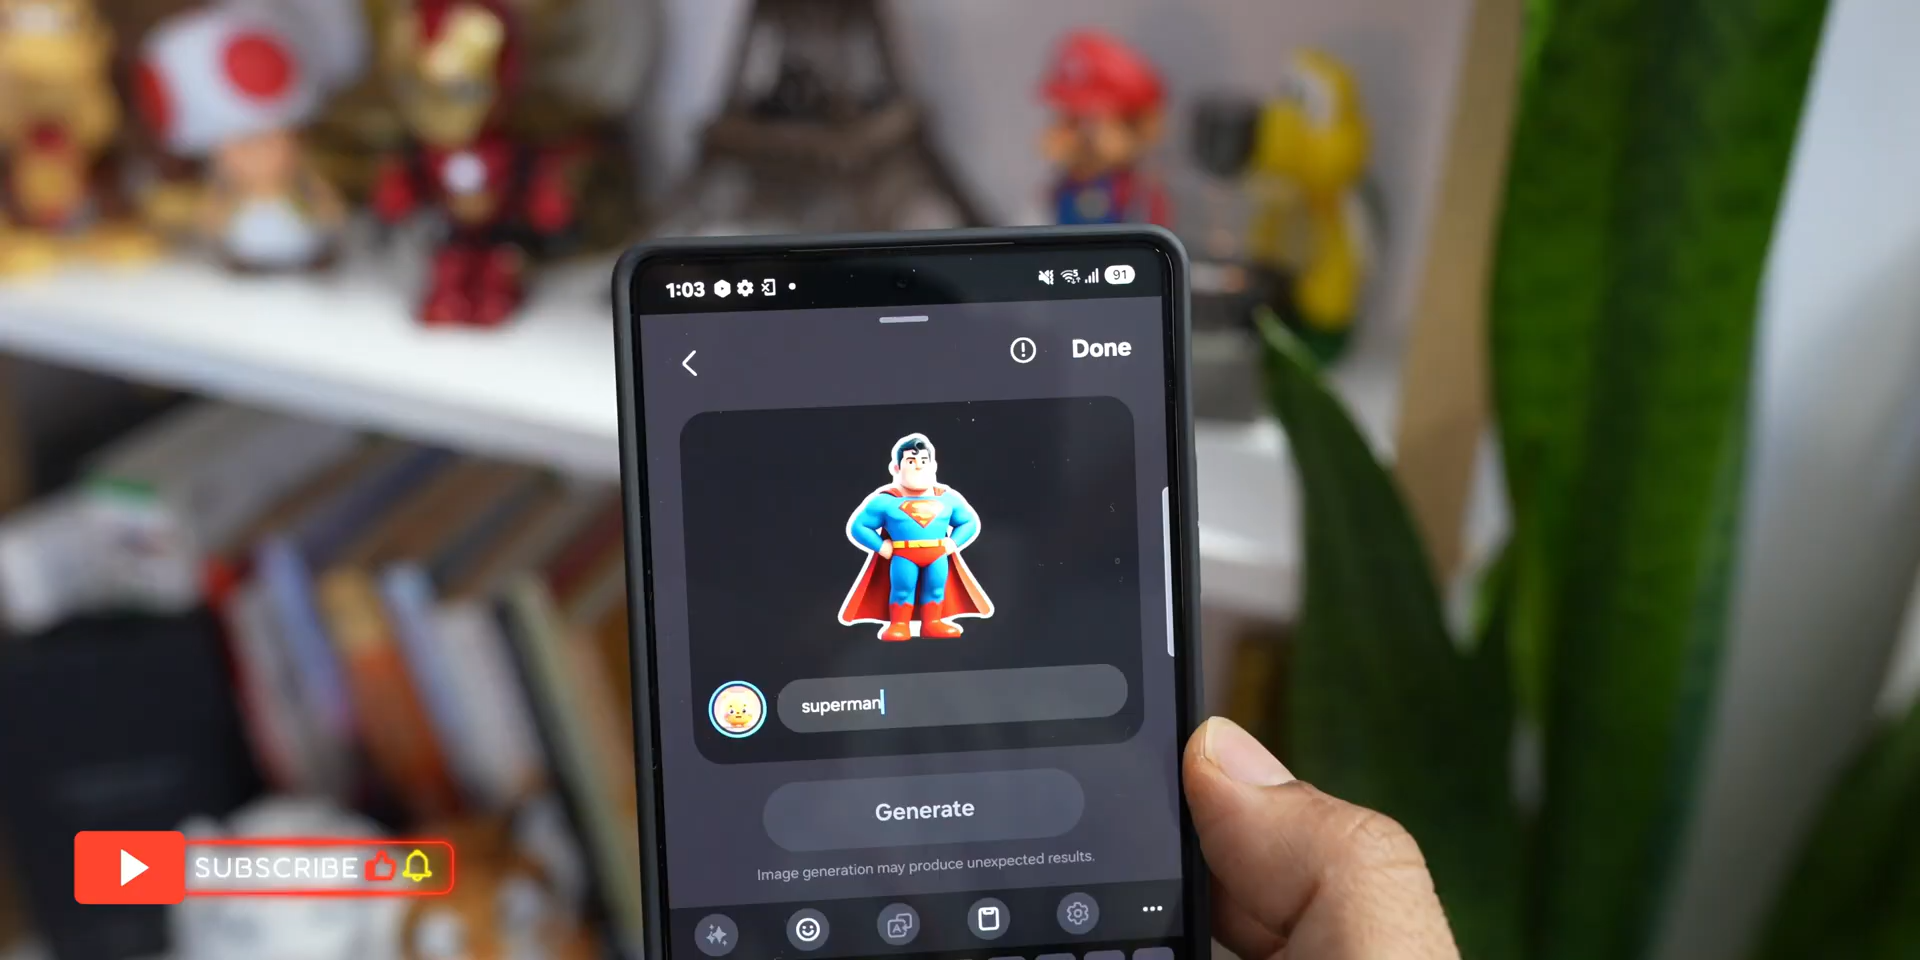 1:03
91
Done
superman
Generate
Image generation may produce unexpected results.
SUBSCRIBE